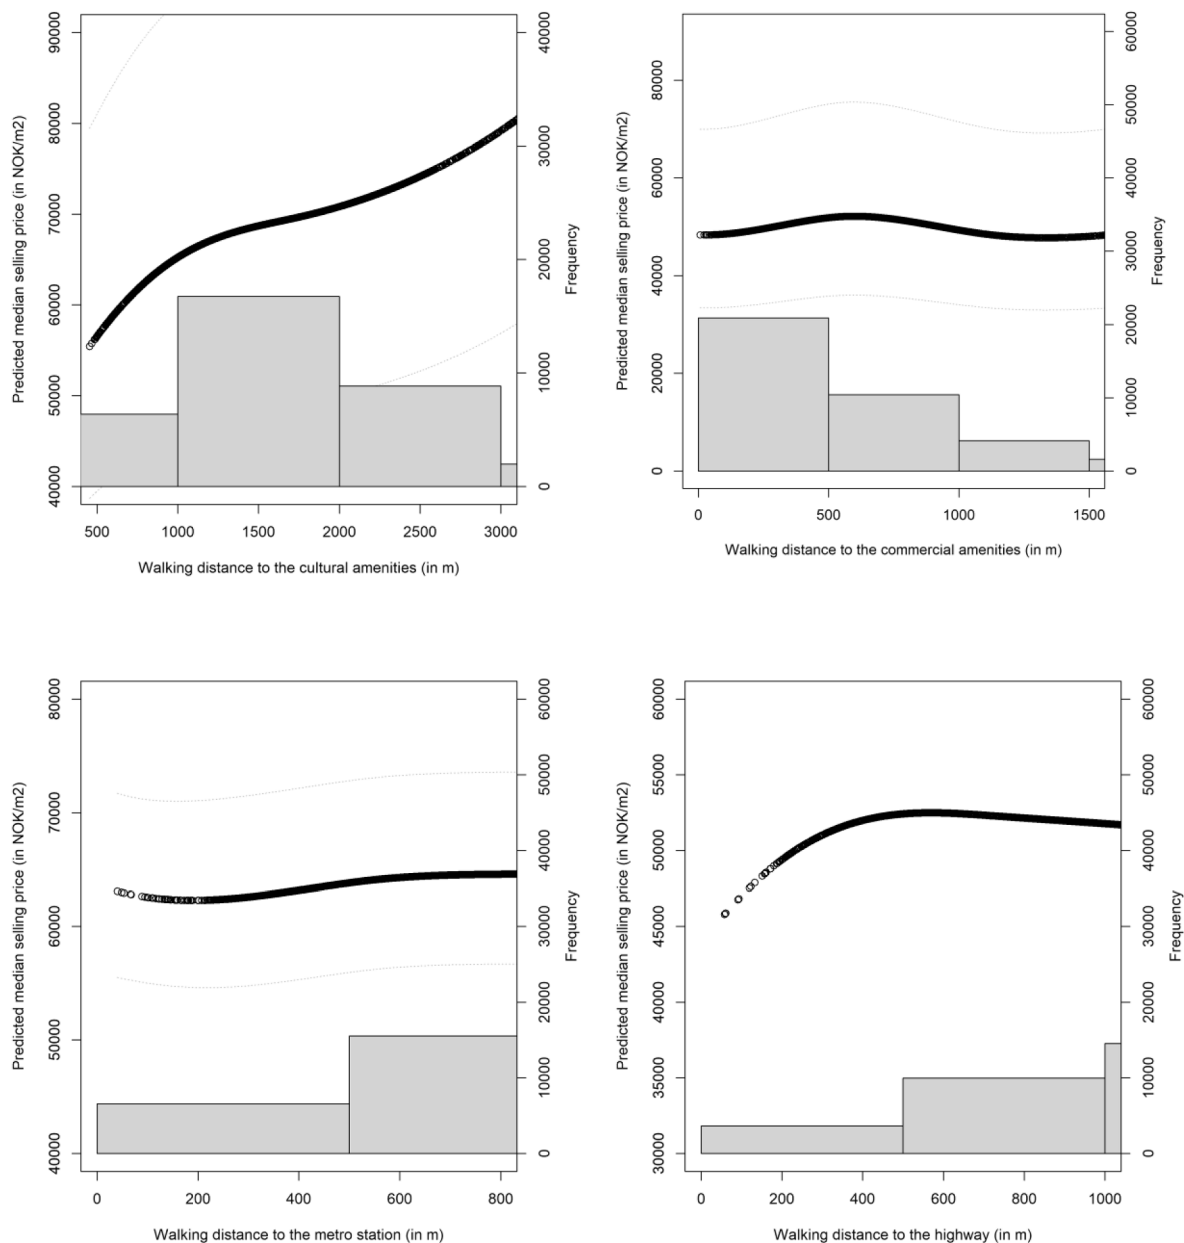 Predicted median selling price (in NOK/m2)
40000 50000 60000 70000 80000 90000
0 10000 20000 30000 40000
Frequency
500 1000 1500 2000 2500 3000
Walking distance to the cultural amenities (in m)
Predicted median selling price (in NOK/m2)
0 20000 40000 60000 80000
0 10000 20000 30000 40000 50000 60000
Frequency
0 500 1000 1500
Walking distance to the commercial amenities (in m)
Predicted median selling price (in NOK/m2)
40000 50000 60000 70000 80000
0 10000 20000 30000 40000 50000 60000
Frequency
0 200 400 600 800
Walking distance to the metro station (in m)
Predicted median selling price (in NOK/m2)
30000 35000 40000 45000 50000 55000 60000
0 10000 20000 30000 40000 50000 60000
Frequency
0 200 400 600 800 1000
Walking distance to the highway (in m)